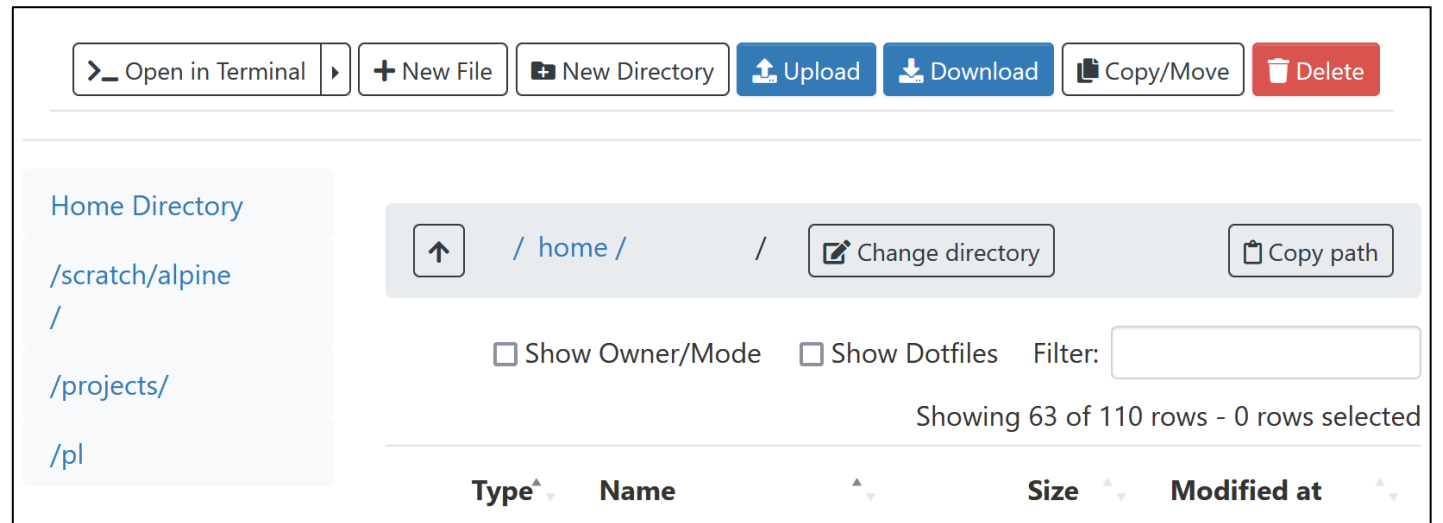 Open in Terminal New File New Directory Upload Download Copy/Move Delete
Home Directory
/scratch/alpine
/
/projects/
/pl
/ home / / Change directory Copy path
Show Owner/Mode Show Dotfiles Filter:
Showing 63 of 110 rows - 0 rows selected
Type Name Size Modified at